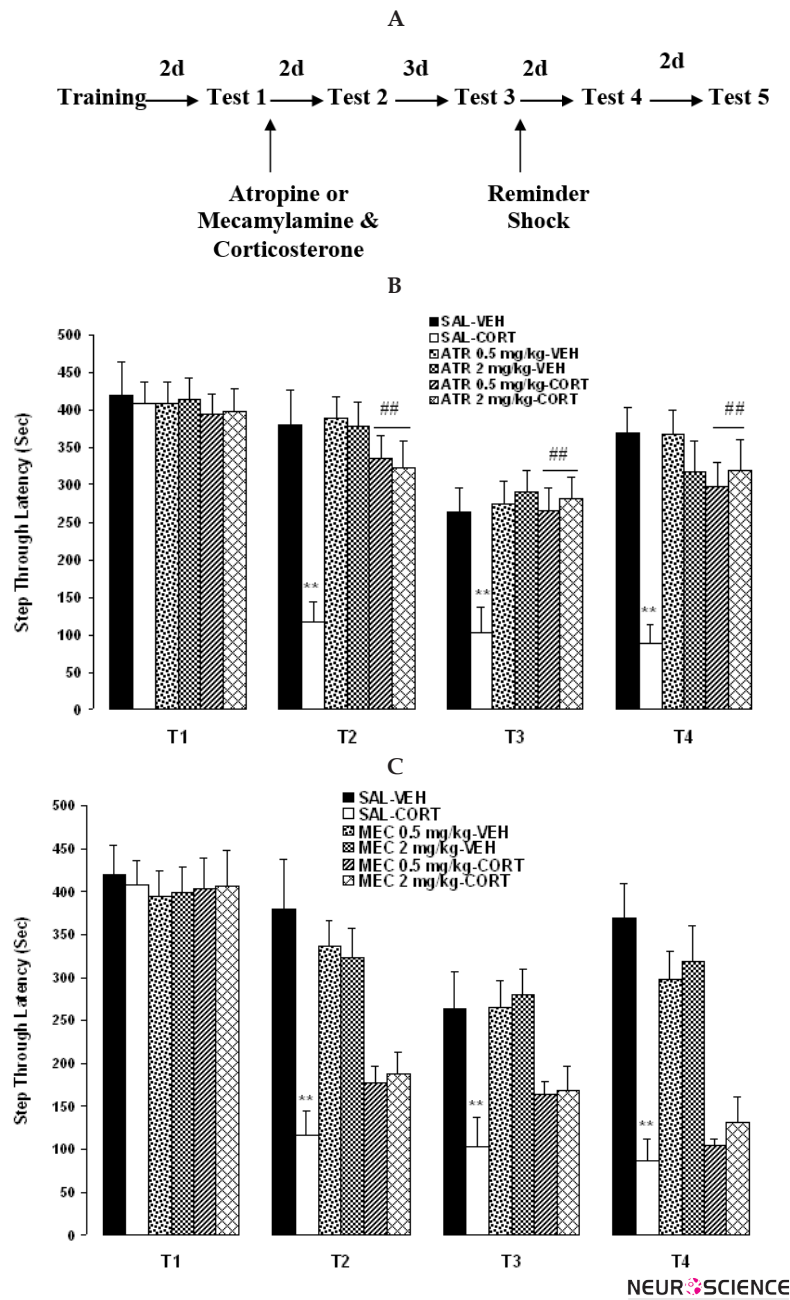 A
2d 2d 3d 2d 2d
Training Test 1 Test 2 Test 3 Test 4 Test 5
Atropine or
Mecamylamine &
Corticosterone
Reminder
Shock
B
Step Through Latency (Sec)
500
450
400
350
300
250
200
150
100
50
0
SAL-VEH
SAL-CORT
ATR 0.5 mg/kg-VEH
ATR 2 mg/kg-VEH
ATR 0.5 mg/kg-CORT
ATR 2 mg/kg-CORT
** ## ** ## ** ##
T1 T2 T3 T4
C
Step Through Latency (Sec)
500
450
400
350
300
250
200
150
100
50
0
SAL-VEH
SAL-CORT
MEC 0.5 mg/kg-VEH
MEC 2 mg/kg-VEH
MEC 0.5 mg/kg-CORT
MEC 2 mg/kg-CORT
** ** **
T1 T2 T3 T4
NEUROSCIENCE